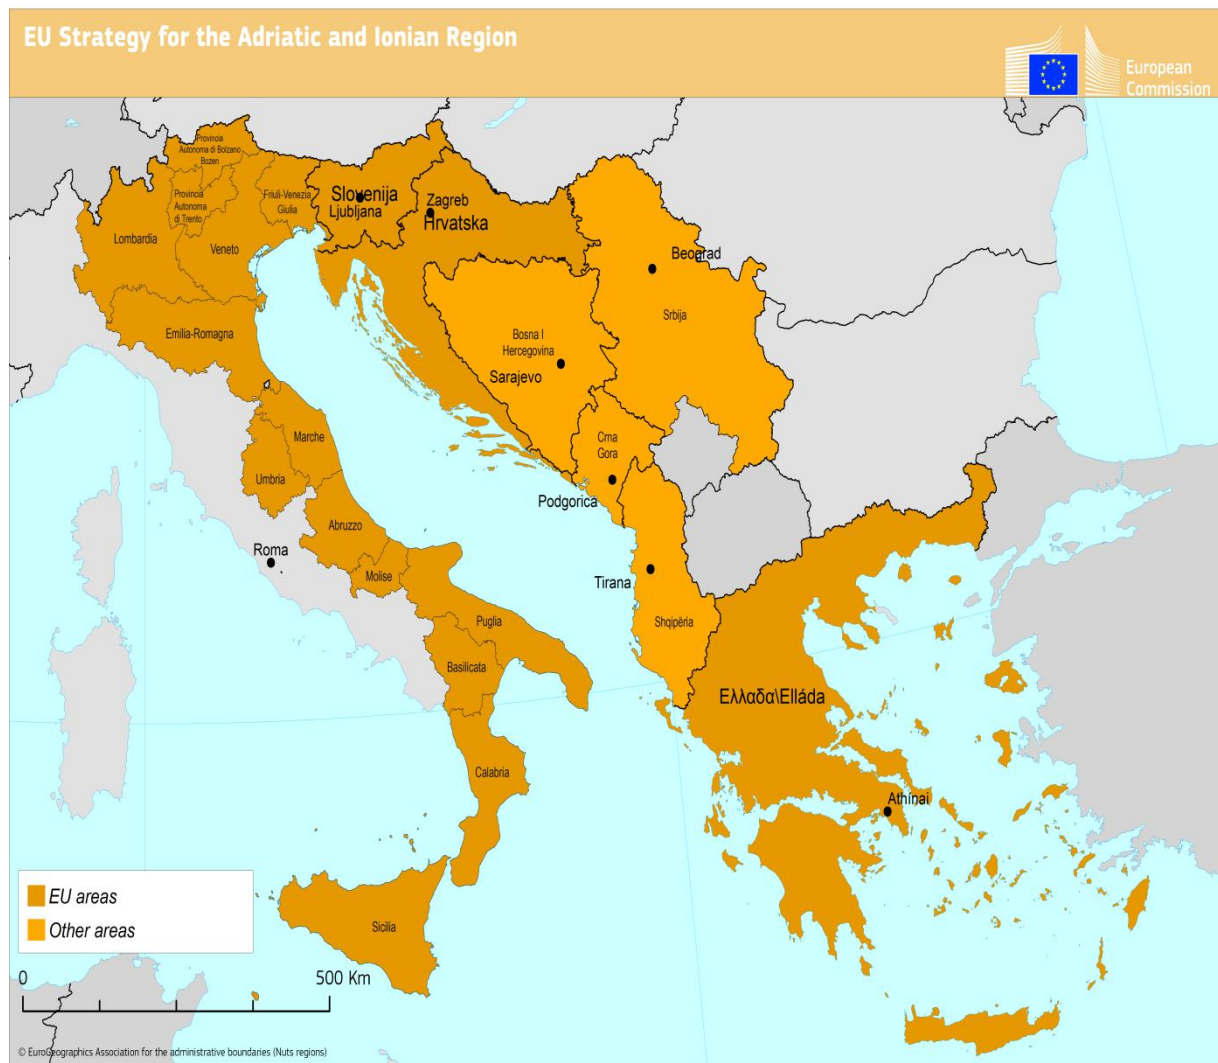 EU Strategy for the Adriatic and Ionian Region
European
Commission
Provincia
Autonoma di Bolzano
Bozen
Provincia
Autonoma
di Trento
Friuli-Venezia
Giulia
Slovenija
Ljubljana
Zagreb
Hrvatska
Lombardia
Veneto
Beograd
Srbija
Emilia-Romagna
Bosna I
Hercegovina
Sarajevo
Marche
Crna
Gora
Umbria
Podgorica
Abruzzo
Roma
Molise
Tirana
Puglia
Shqipëria
Basilicata
Ελλαδα\Elláda
Calabria
Athínai
Sicilia
EU areas
Other areas
0 500 Km
© EuroGeographics Association for the administrative boundaries (Nuts regions)